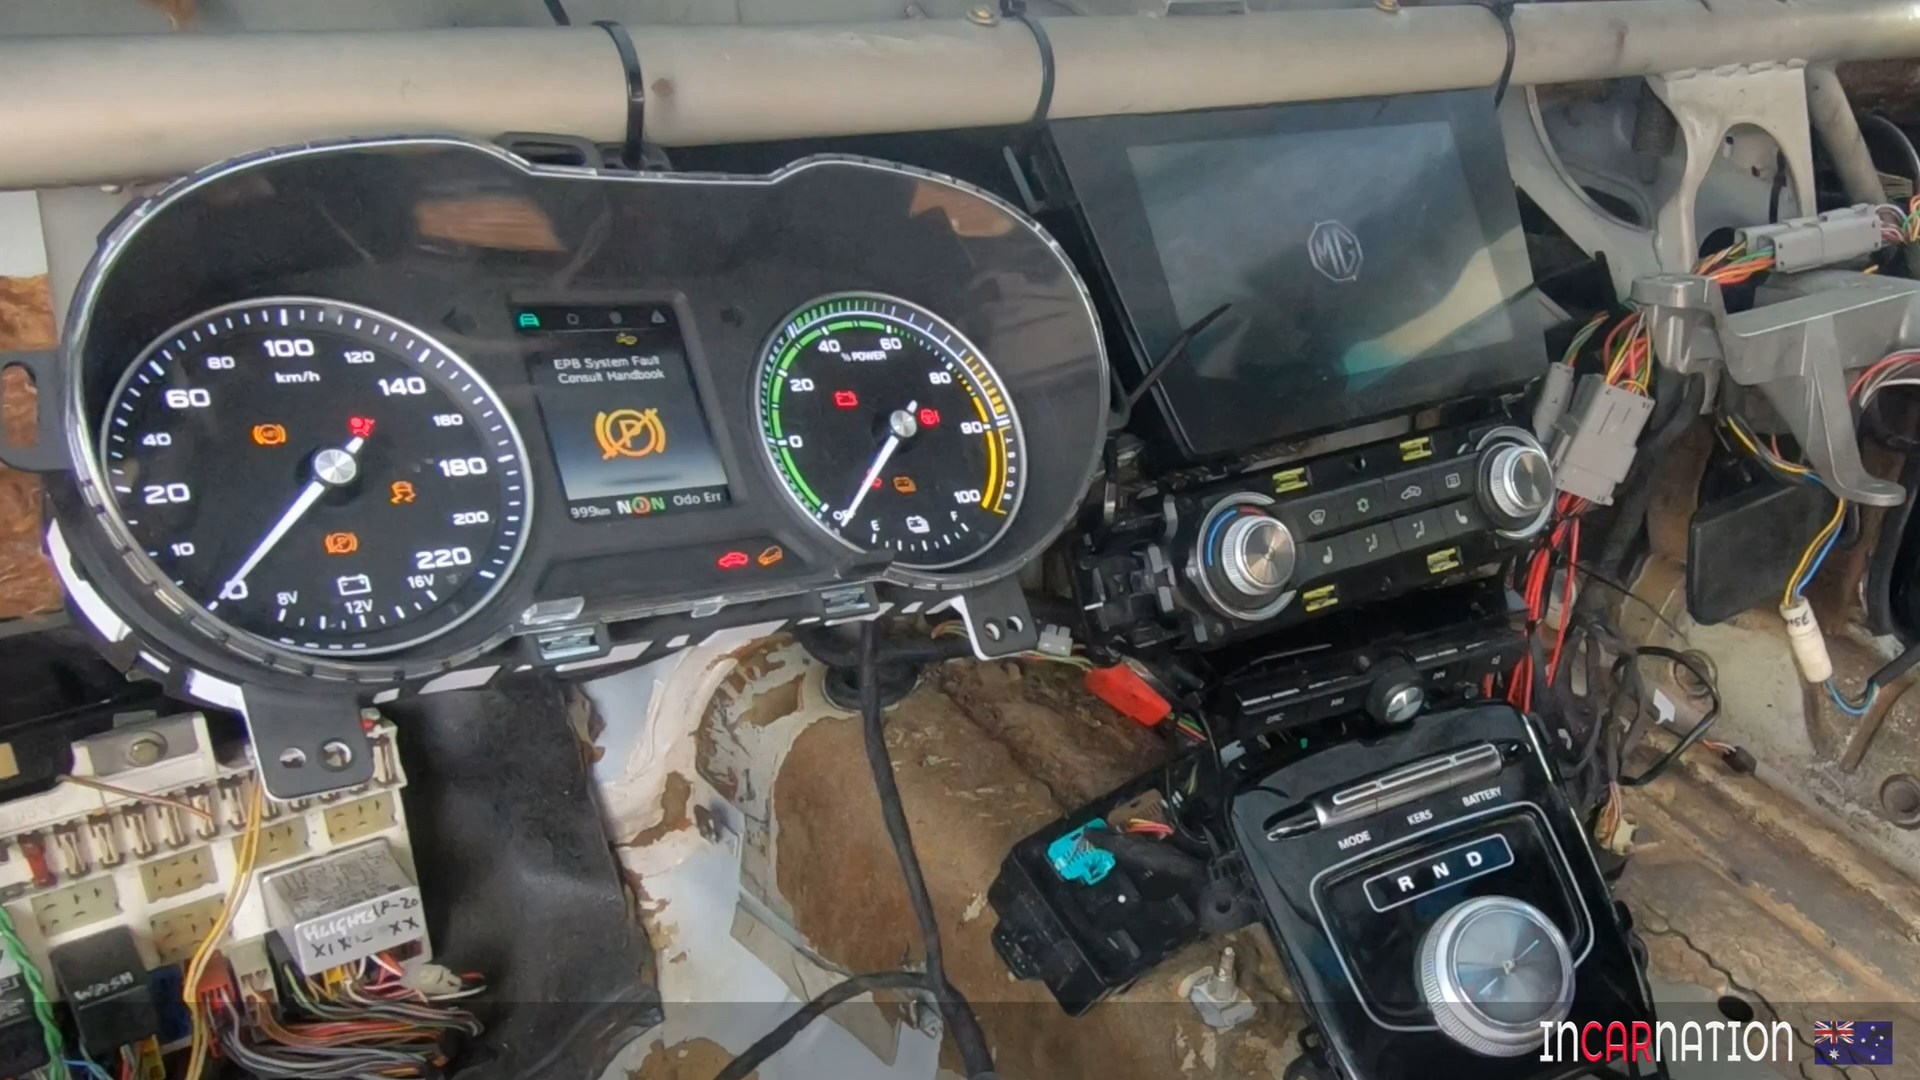 100
80
120
km/h
60
140
40
160
180
20
200
10
220
0
8V
12V
16V
EPB System Fault
Consult Handbook
P
999km
Odo Err
40
60
% POWER
20
80
0
90
100
E
F
MG
MODE
KERS
BATTERY
R N D
P
WASH
INCARNATION